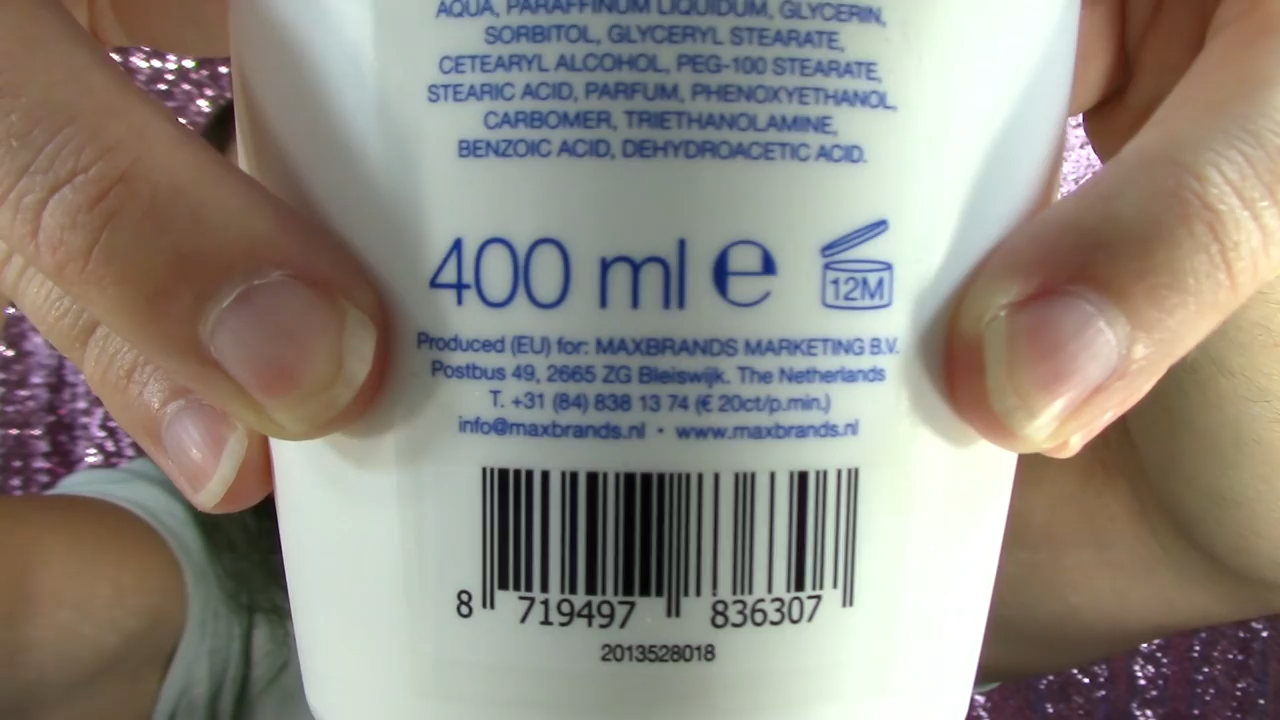 AQUA, PARAFFINUM LIQUIDUM, GLYCERIN,
SORBITOL, GLYCERYL STEARATE,
CETEARYL ALCOHOL, PEG-100 STEARATE,
STEARIC ACID, PARFUM, PHENOXYETHANOL,
CARBOMER, TRIETHANOLAMINE,
BENZOIC ACID, DEHYDROACETIC ACID.
400 ml e 12M
Produced (EU) for: MAXBRANDS MARKETING B.V.
Postbus 49, 2665 ZG Bleiswijk. The Netherlands
T. +31 (84) 838 13 74 (€ 20ct/p.min.)
info@maxbrands.nl • www.maxbrands.nl
8 719497 836307
2013528018